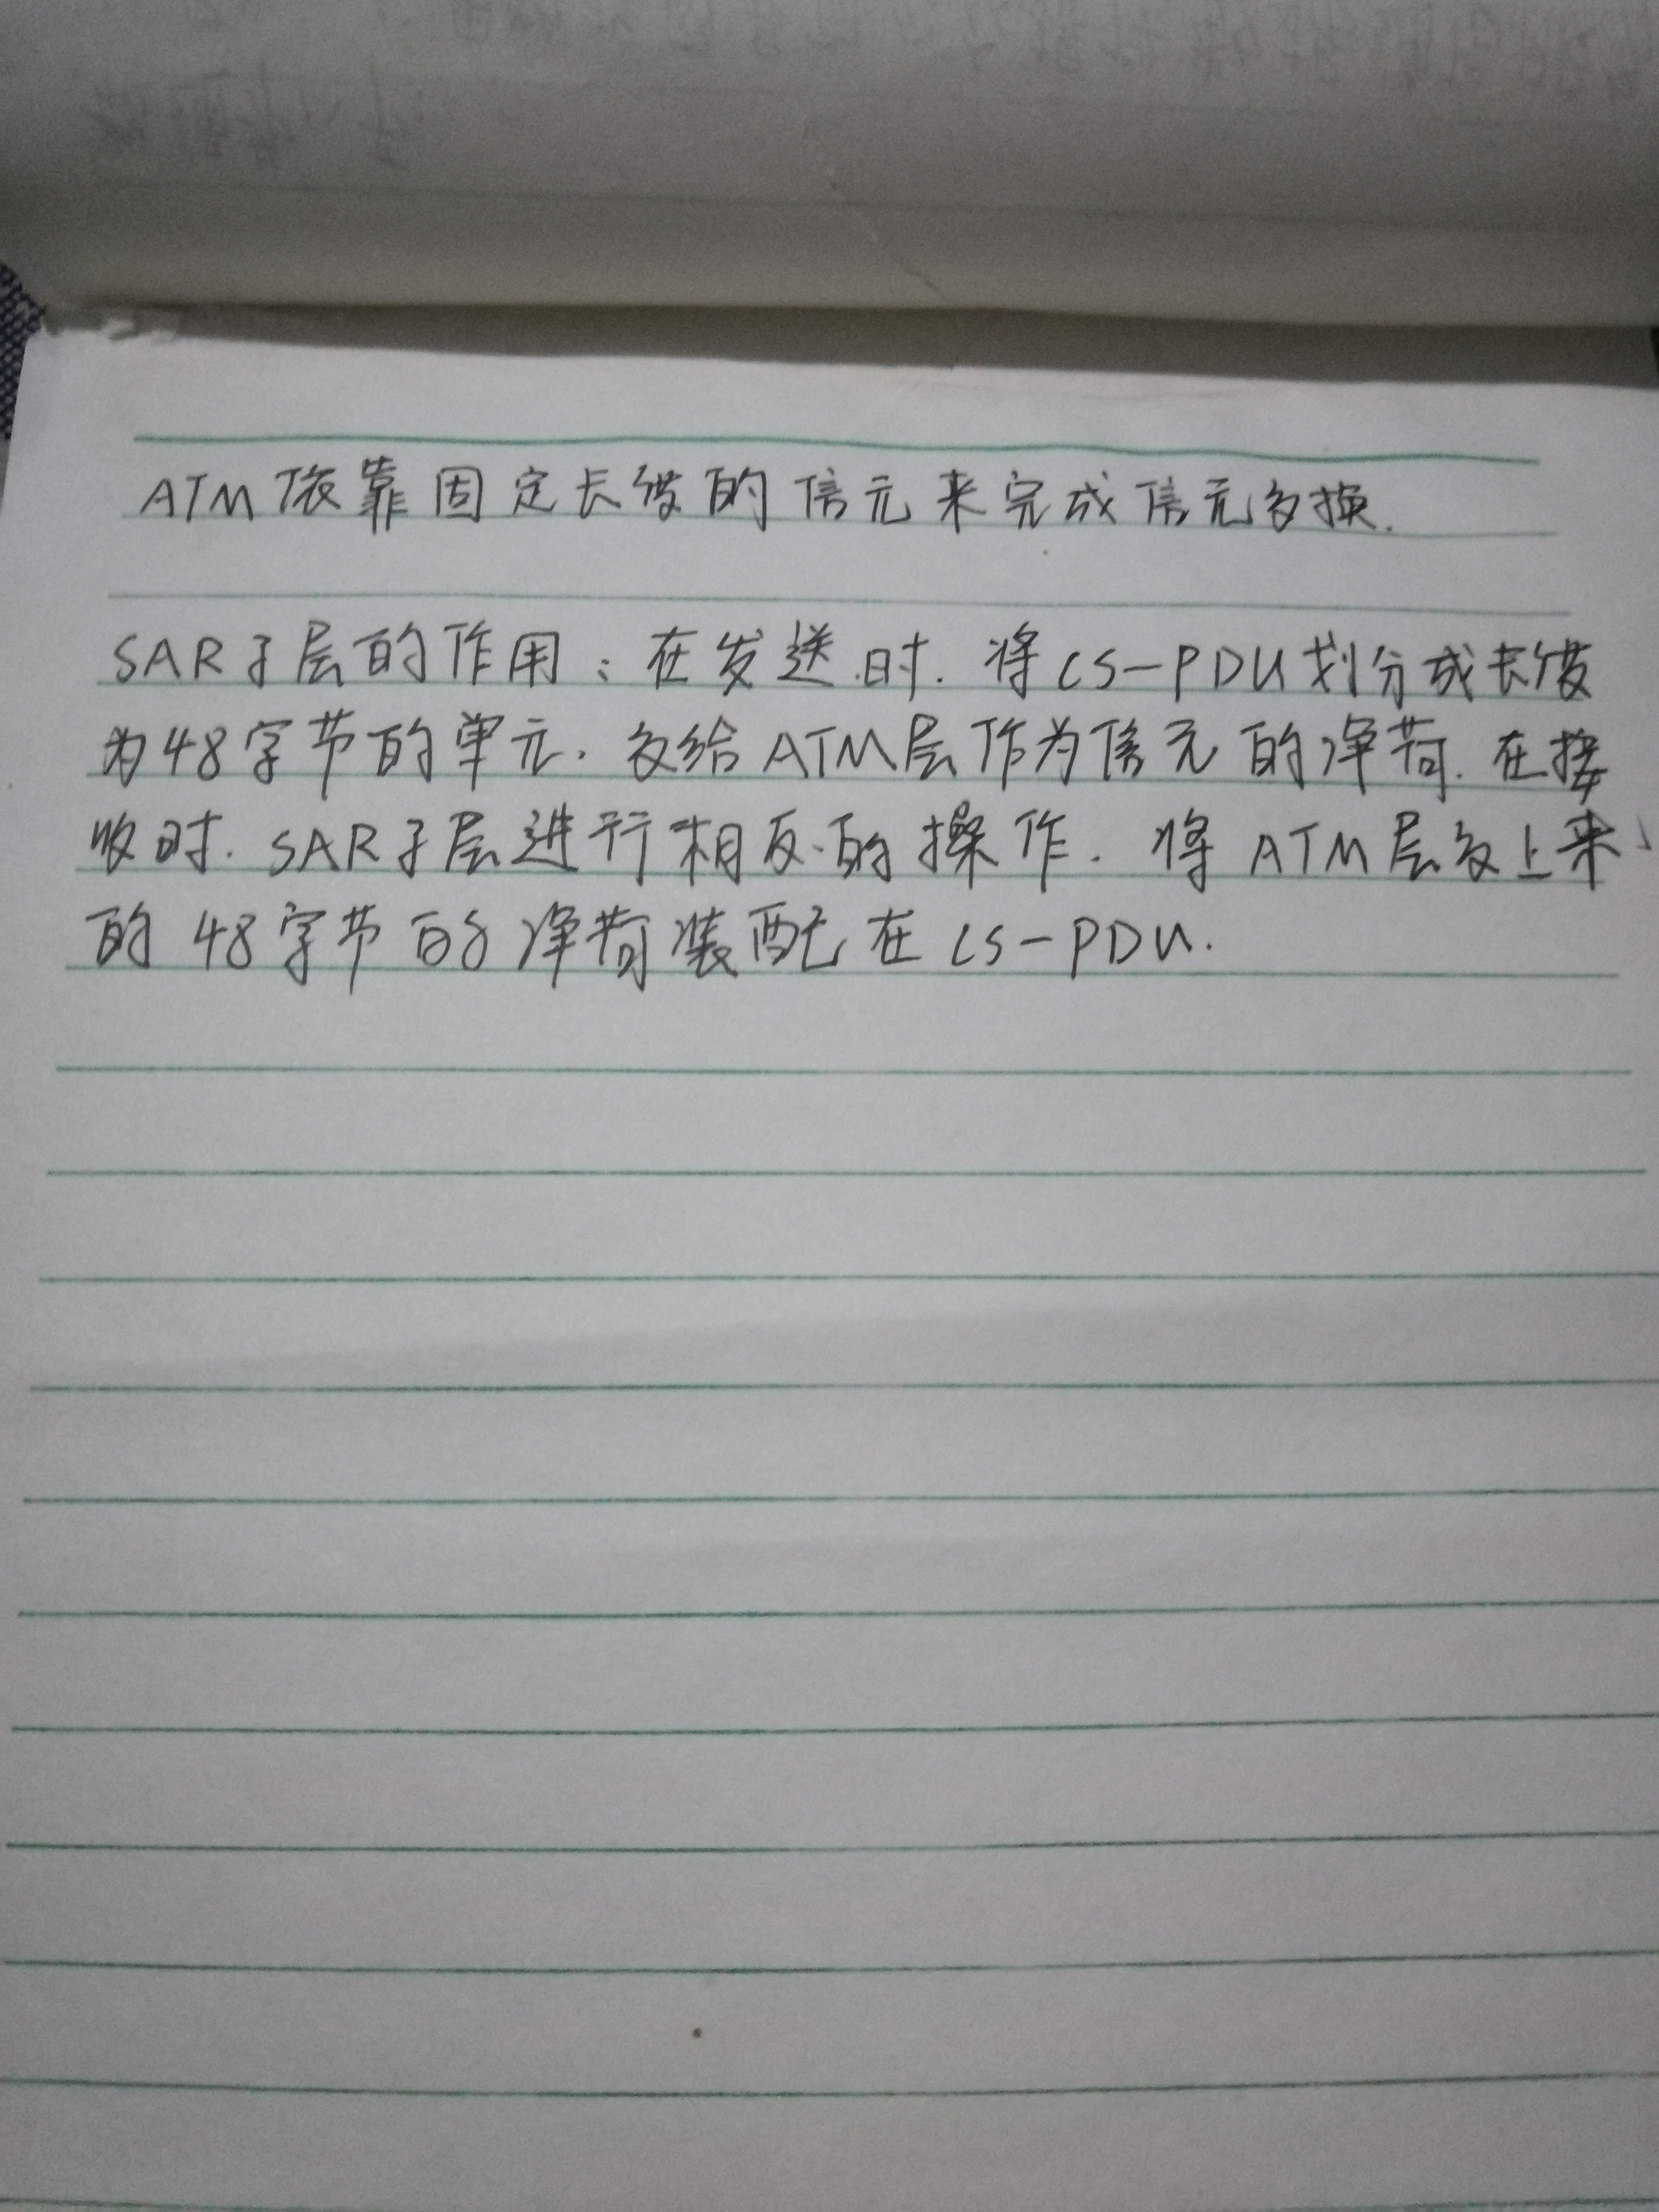 ATM依靠固定长度的信元来完成信元交换.
SAR子层的作用:在发送时.将CS-PDU划分成长度
为48字节的单元.交给ATM层作为信元的净荷.在接
收时.SAR子层进行相反的操作.将ATM层交上来
的48字节的净荷装配在CS-PDU.